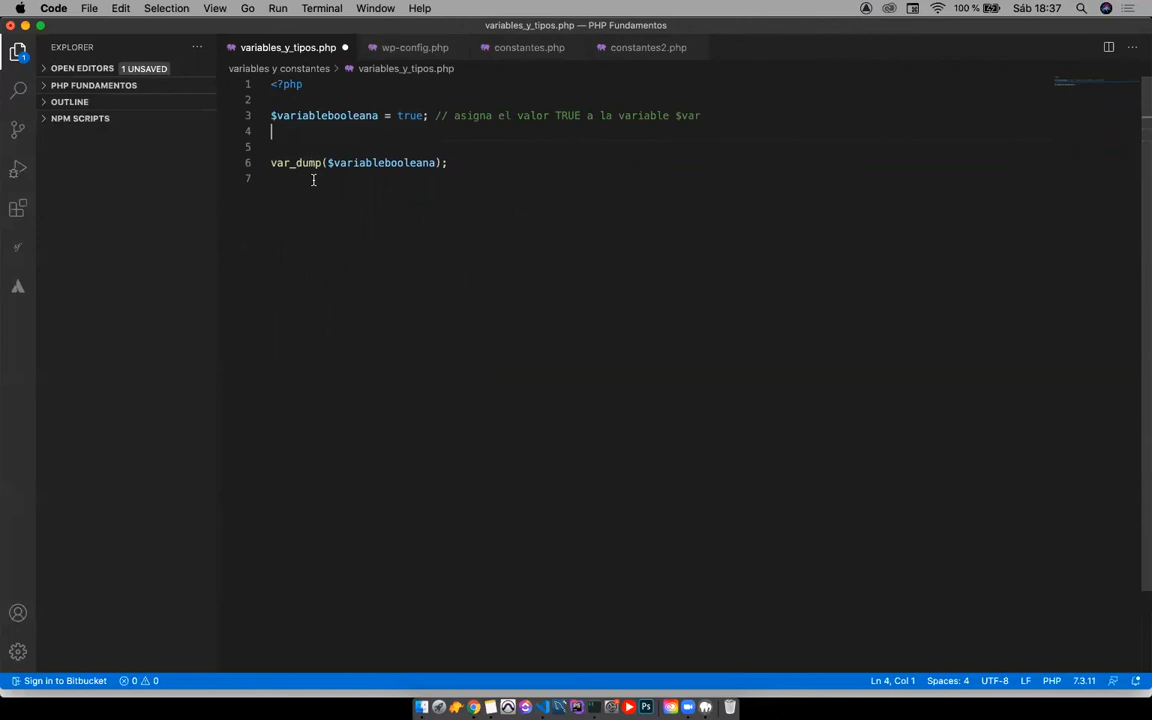 Code File Edit Selection View Go Run Terminal Window Help 100 % Sáb 18:37
variables_y_tipos.php — PHP Fundamentos
EXPLORER
variables_y_tipos.php wp-config.php constantes.php constantes2.php
OPEN EDITORS 1 UNSAVED
variables y constantes > variables_y_tipos.php
PHP FUNDAMENTOS
OUTLINE
NPM SCRIPTS
1 <?php
2
3 $variablebooleana = true; // asigna el valor TRUE a la variable $var
4
5
6 var_dump($variablebooleana);
7
1
Sign in to Bitbucket 0 0 Ln 4, Col 1 Spaces: 4 UTF-8 LF PHP 7.3.11
Ps